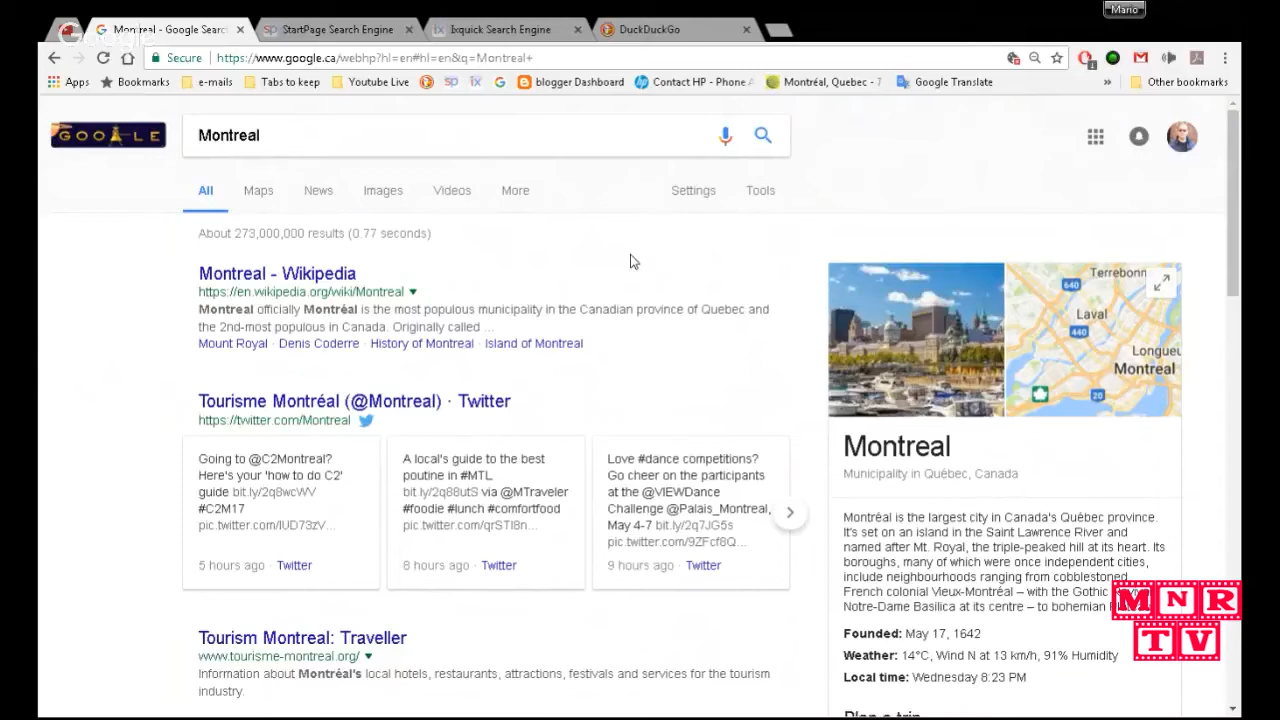 Mario
Montreal - Google Searc
StartPage Search Engine
Ixquick Search Engine
DuckDuckGo
Secure
https://www.google.ca/webhp?hl=en#hl=en&q=Montreal+
Apps
Bookmarks
e-mails
Tabs to keep
Youtube Live
SP
ix
G
blogger Dashboard
Contact HP - Phone A
Montréal, Quebec - 7
Google Translate
»
Other bookmarks
GOOGLE
Montreal
All
Maps
News
Images
Videos
More
Settings
Tools
About 273,000,000 results (0.77 seconds)
Montreal - Wikipedia
https://en.wikipedia.org/wiki/Montreal
Montreal officially Montréal is the most populous municipality in the Canadian province of Quebec and
the 2nd-most populous in Canada. Originally called ...
Mount Royal · Denis Coderre · History of Montreal · Island of Montreal
Tourisme Montréal (@Montreal) · Twitter
https://twitter.com/Montreal
Going to @C2Montreal?
Here's your 'how to do C2'
guide bit.ly/2q8wcWV
#C2M17
pic.twitter.com/IUD73zV...
5 hours ago · Twitter
A local's guide to the best
poutine in #MTL
bit.ly/2q88utS via @MTraveler
#foodie #lunch #comfortfood
pic.twitter.com/qrSTI8n...
8 hours ago · Twitter
Love #dance competitions?
Go cheer on the participants
at the @VIEWDance
Challenge @Palais_Montreal,
May 4-7 bit.ly/2q7JG5s
pic.twitter.com/9ZFcf8Q...
9 hours ago · Twitter
Tourism Montreal: Traveller
www.tourisme-montreal.org/
Information about Montréal's local hotels, restaurants, attractions, festivals and services for the tourism
industry.
Terrebonn
640
Laval
440
Longueu
Montreal
20
Montreal
Municipality in Québec, Canada
Montréal is the largest city in Canada's Québec province.
It's set on an island in the Saint Lawrence River and
named after Mt. Royal, the triple-peaked hill at its heart. Its
boroughs, many of which were once independent cities,
include neighbourhoods ranging from cobblestoned,
French colonial Vieux-Montréal – with the Gothic
Notre-Dame Basilica at its centre – to bohemian
Founded: May 17, 1642
Weather: 14°C, Wind N at 13 km/h, 91% Humidity
Local time: Wednesday 8:23 PM
Plan a trip
MNR
TV